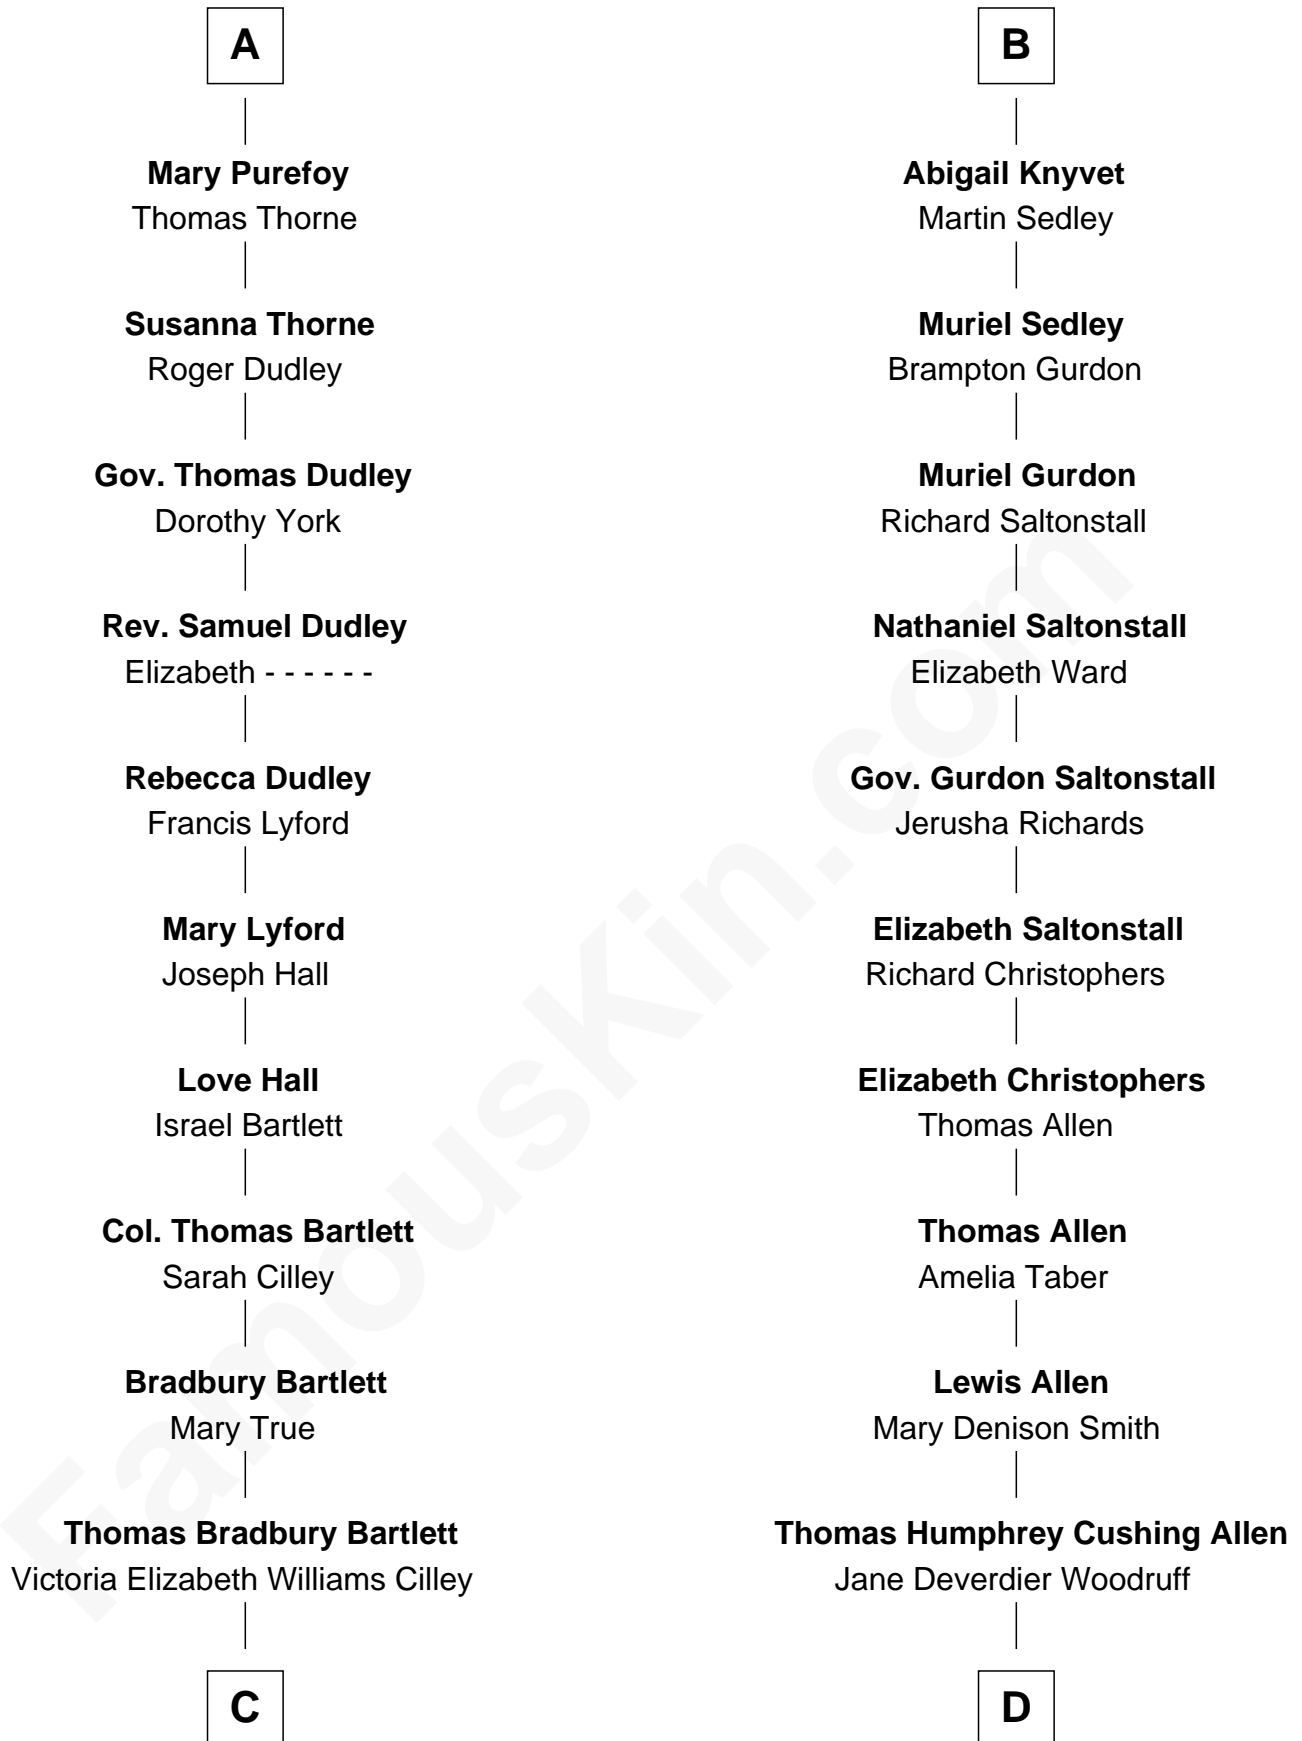 A
Mary Purefoy
Thomas Thorne
Susanna Thorne
Roger Dudley
Gov. Thomas Dudley
Dorothy York
Rev. Samuel Dudley
Elizabeth - - - - - -
Rebecca Dudley
Francis Lyford
Mary Lyford
Joseph Hall
Love Hall
Israel Bartlett
Col. Thomas Bartlett
Sarah Cilley
Bradbury Bartlett
Mary True
Thomas Bradbury Bartlett
Victoria Elizabeth Williams Cilley
C
B
Abigail Knyvet
Martin Sedley
Muriel Sedley
Brampton Gurdon
Muriel Gurdon
Richard Saltonstall
Nathaniel Saltonstall
Elizabeth Ward
Gov. Gurdon Saltonstall
Jerusha Richards
Elizabeth Saltonstall
Richard Christophers
Elizabeth Christophers
Thomas Allen
Thomas Allen
Amelia Taber
Lewis Allen
Mary Denison Smith
Thomas Humphrey Cushing Allen
Jane Deverdier Woodruff
D
FamousKin.com